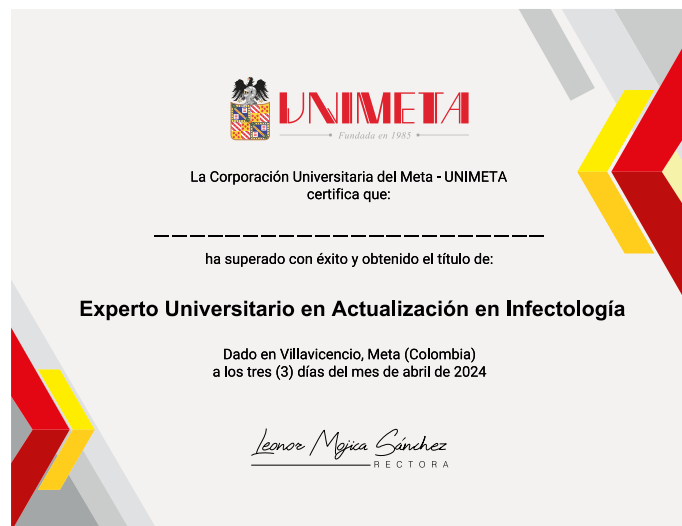 UNIMETA
Fundada en 1985
La Corporación Universitaria del Meta - UNIMETA
certifica que:
ha superado con éxito y obtenido el título de:
Experto Universitario en Actualización en Infectología
Dado en Villavicencio, Meta (Colombia)
a los tres (3) días del mes de abril de 2024
Leonor Mojica Sánchez
RECTORA